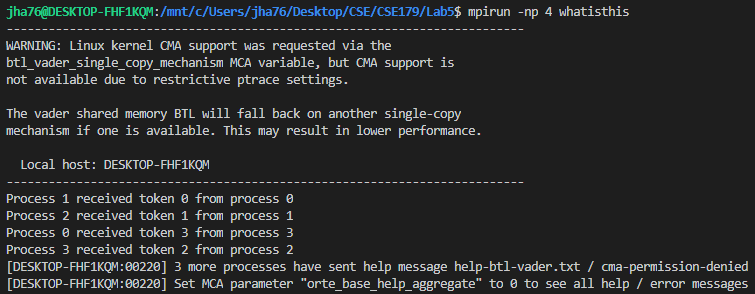 jha76@DESKTOP-FHF1KQM:/mnt/c/Users/jha76/Desktop/CSE/CSE179/Lab5$ mpirun -np 4 whatisthis
--------------------------------------------------------------------------
WARNING: Linux kernel CMA support was requested via the
btl_vader_single_copy_mechanism MCA variable, but CMA support is
not available due to restrictive ptrace settings.

The vader shared memory BTL will fall back on another single-copy
mechanism if one is available. This may result in lower performance.

  Local host: DESKTOP-FHF1KQM
--------------------------------------------------------------------------
Process 1 received token 0 from process 0
Process 2 received token 1 from process 1
Process 0 received token 3 from process 3
Process 3 received token 2 from process 2
[DESKTOP-FHF1KQM:00220] 3 more processes have sent help message help-btl-vader.txt / cma-permission-denied
[DESKTOP-FHF1KQM:00220] Set MCA parameter "orte_base_help_aggregate" to 0 to see all help / error messages